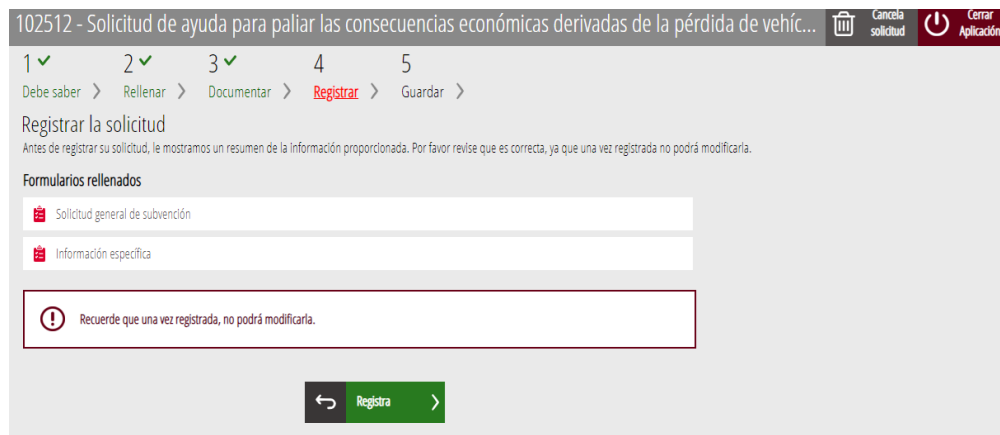 102512 - Solicitud de ayuda para paliar las consecuencias económicas derivadas de la pérdida de vehíc...
Cancela
solicitud
Cerrar
Aplicación
1
2
3
4
5
Debe saber
Rellenar
Documentar
Registrar
Guardar
Registrar la solicitud
Antes de registrar su solicitud, le mostramos un resumen de la información proporcionada. Por favor revise que es correcta, ya que una vez registrada no podrá modificarla.
Formularios rellenados
Solicitud general de subvención
Información específica
Recuerde que una vez registrada, no podrá modificarla.
Registra